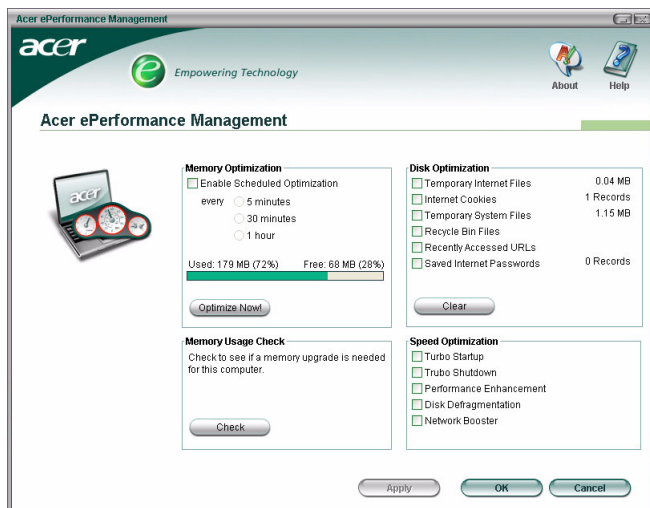 Acer ePerformance Management
acer
e
Empowering Technology
About
Help
Acer ePerformance Management
acer
Memory Optimization
Enable Scheduled Optimization
every
5 minutes
30 minutes
1 hour
Used: 179 MB (72%) Free: 68 MB (28%)
Optimize Now!
Disk Optimization
Temporary Internet Files 0.04 MB
Internet Cookies 1 Records
Temporary System Files 1.15 MB
Recycle Bin Files
Recently Accessed URLs
Saved Internet Passwords 0 Records
Clear
Memory Usage Check
Check to see if a memory upgrade is needed
for this computer.
Check
Speed Optimization
Turbo Startup
Trubo Shutdown
Performance Enhancement
Disk Defragmentation
Network Booster
Apply
OK
Cancel